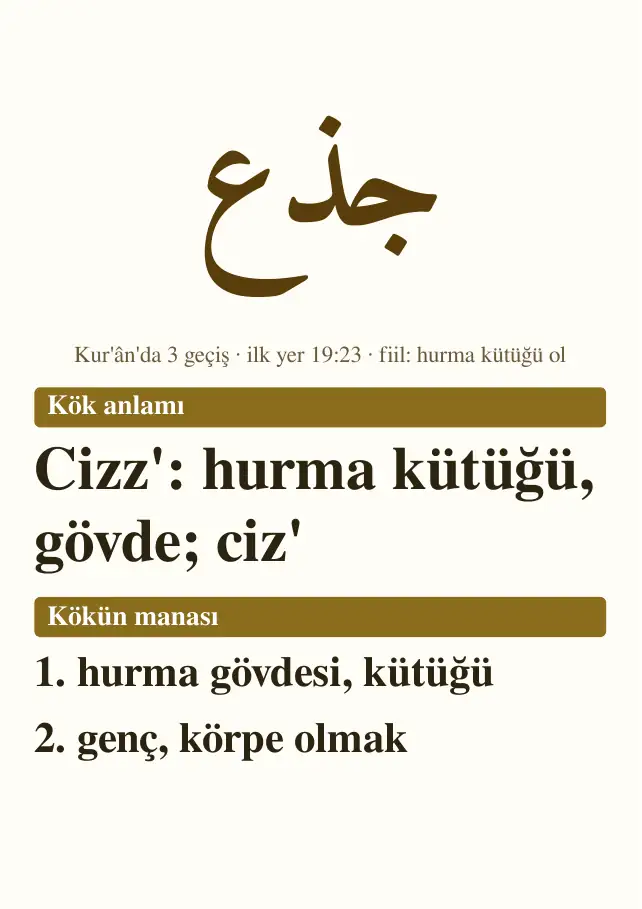 جذع
Kur'ân'da 3 geçiş · ilk yer 19:23 · fiil: hurma kütüğü ol
Kök anlamı
Cizz': hurma kütüğü,
gövde; ciz'
Kökün manası
1. hurma gövdesi, kütüğü
2. genç, körpe olmak